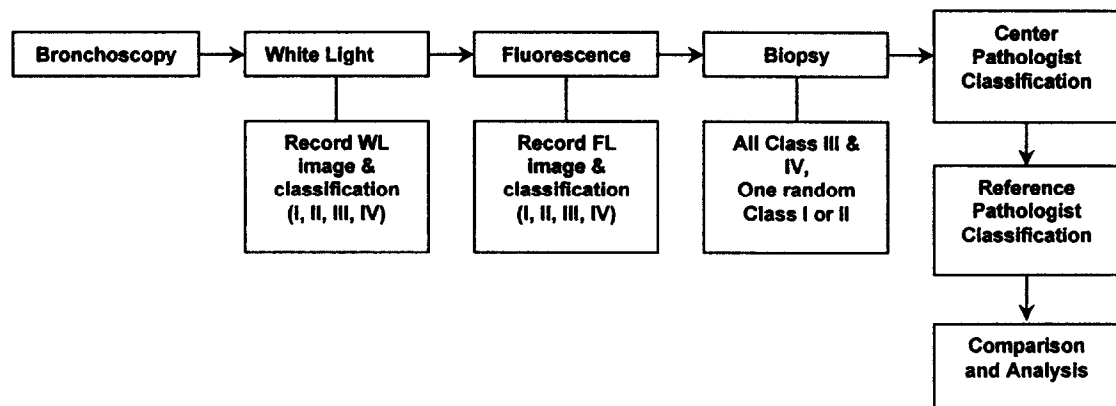 Bronchoscopy
White Light
Fluorescence
Biopsy
Center
Pathologist
Classification
Record WL
image &
classification
(I, II, III, IV)
Record FL
image &
classification
(I, II, III, IV)
All Class III &
IV,
One random
Class I or II
Reference
Pathologist
Classification
Comparison
and Analysis